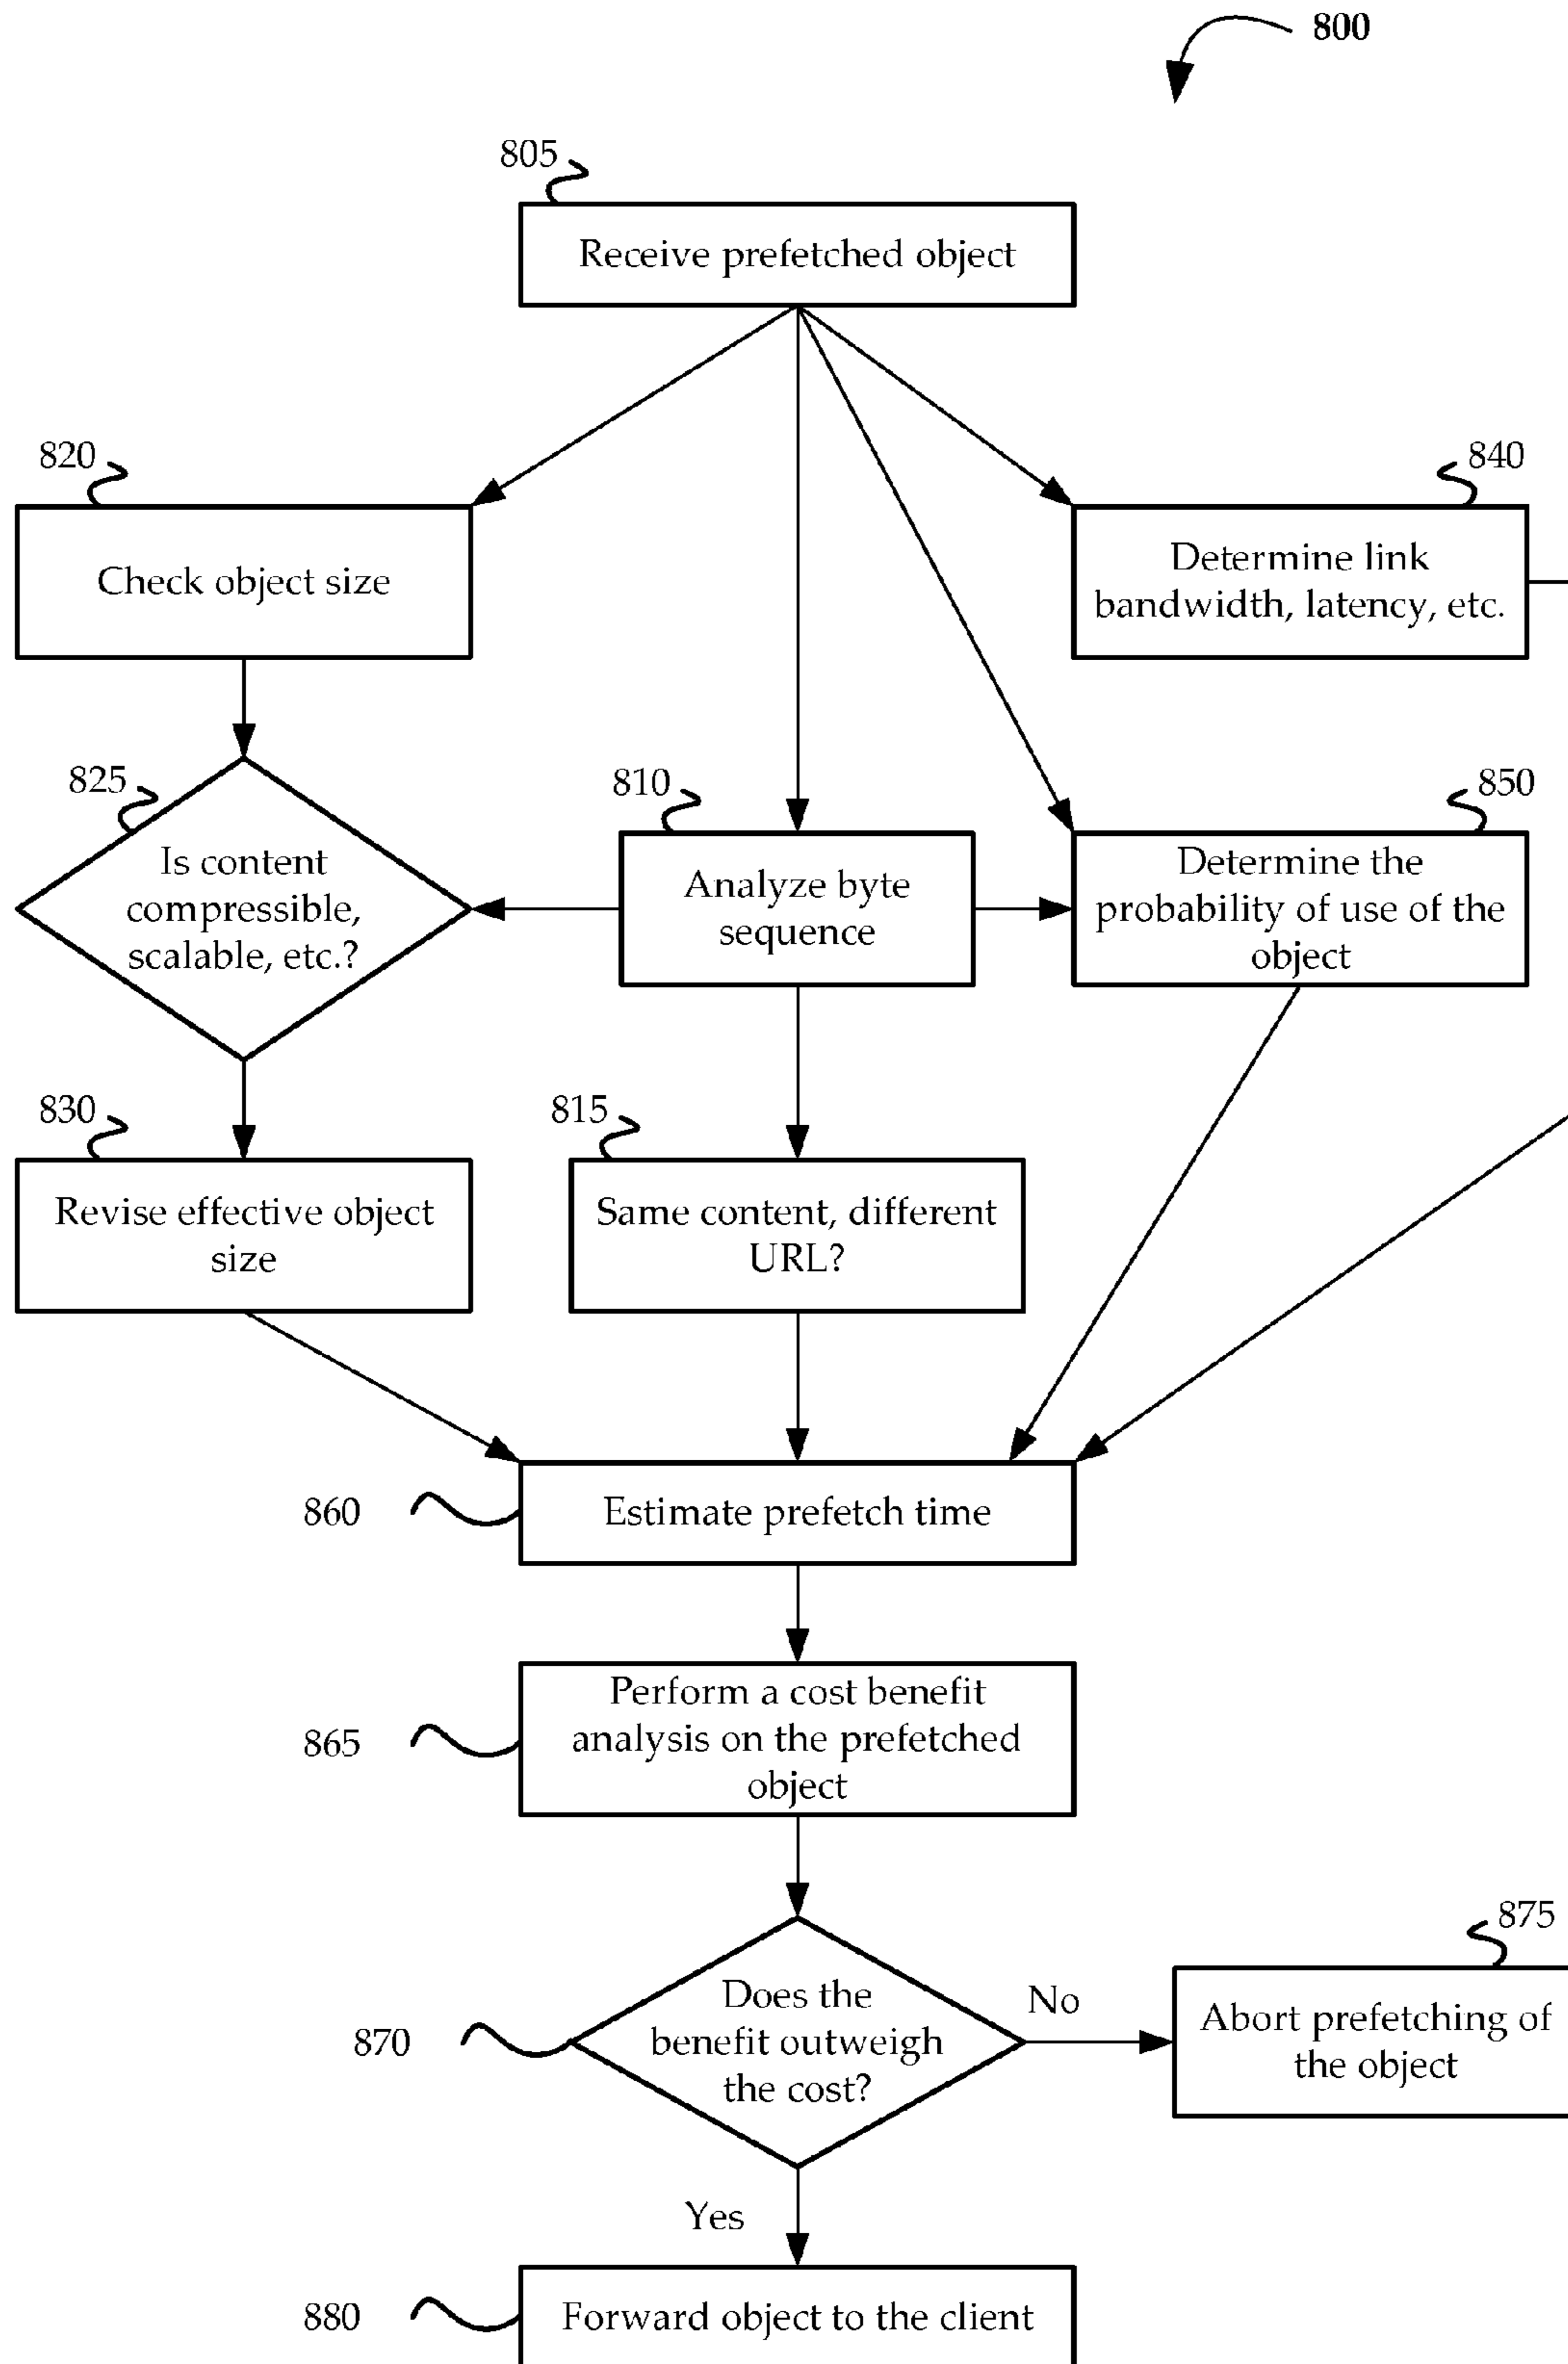 800
805
Receive prefetched object
820
Check object size
840
Determine link
bandwidth, latency, etc.
825
Is content
compressible,
scalable, etc.?
810
Analyze byte
sequence
850
Determine the
probability of use of the
object
830
Revise effective object
size
815
Same content, different
URL?
860
Estimate prefetch time
865
Perform a cost benefit
analysis on the prefetched
object
870
Does the
benefit outweigh
the cost?
No
875
Abort prefetching of
the object
Yes
880
Forward object to the client